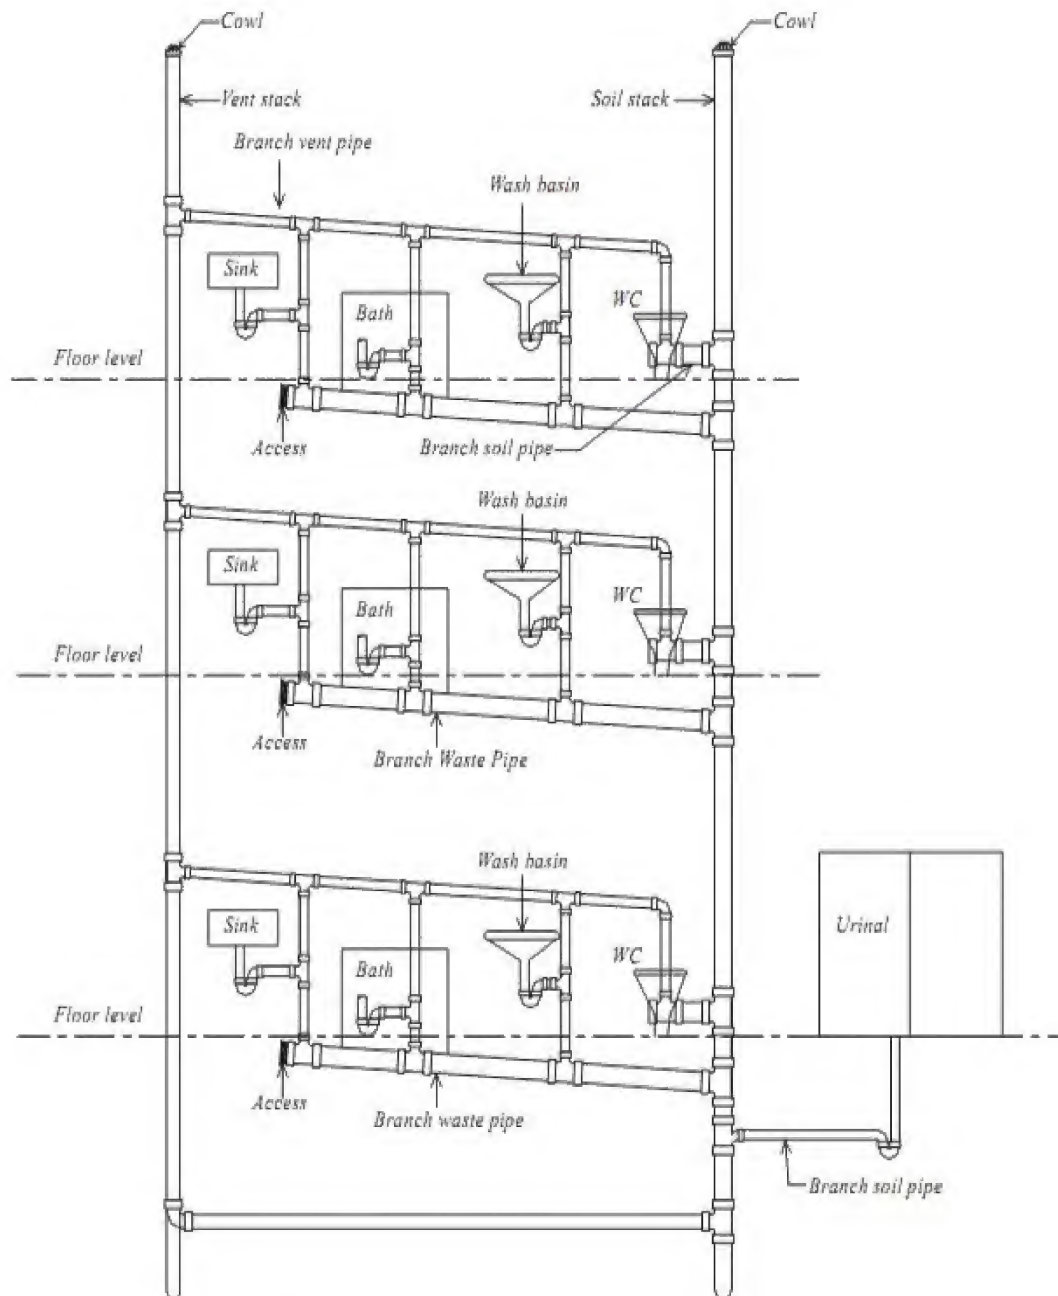 Cowl
Cowl
Vent stack
Soil stack
Branch vent pipe
Wash basin
Sink
Bath
WC
Floor level
Access
Branch soil pipe
Wash basin
Sink
Bath
WC
Floor level
Access
Branch Waste Pipe
Wash basin
Sink
Bath
WC
Urinal
Floor level
Access
Branch waste pipe
Branch soil pipe